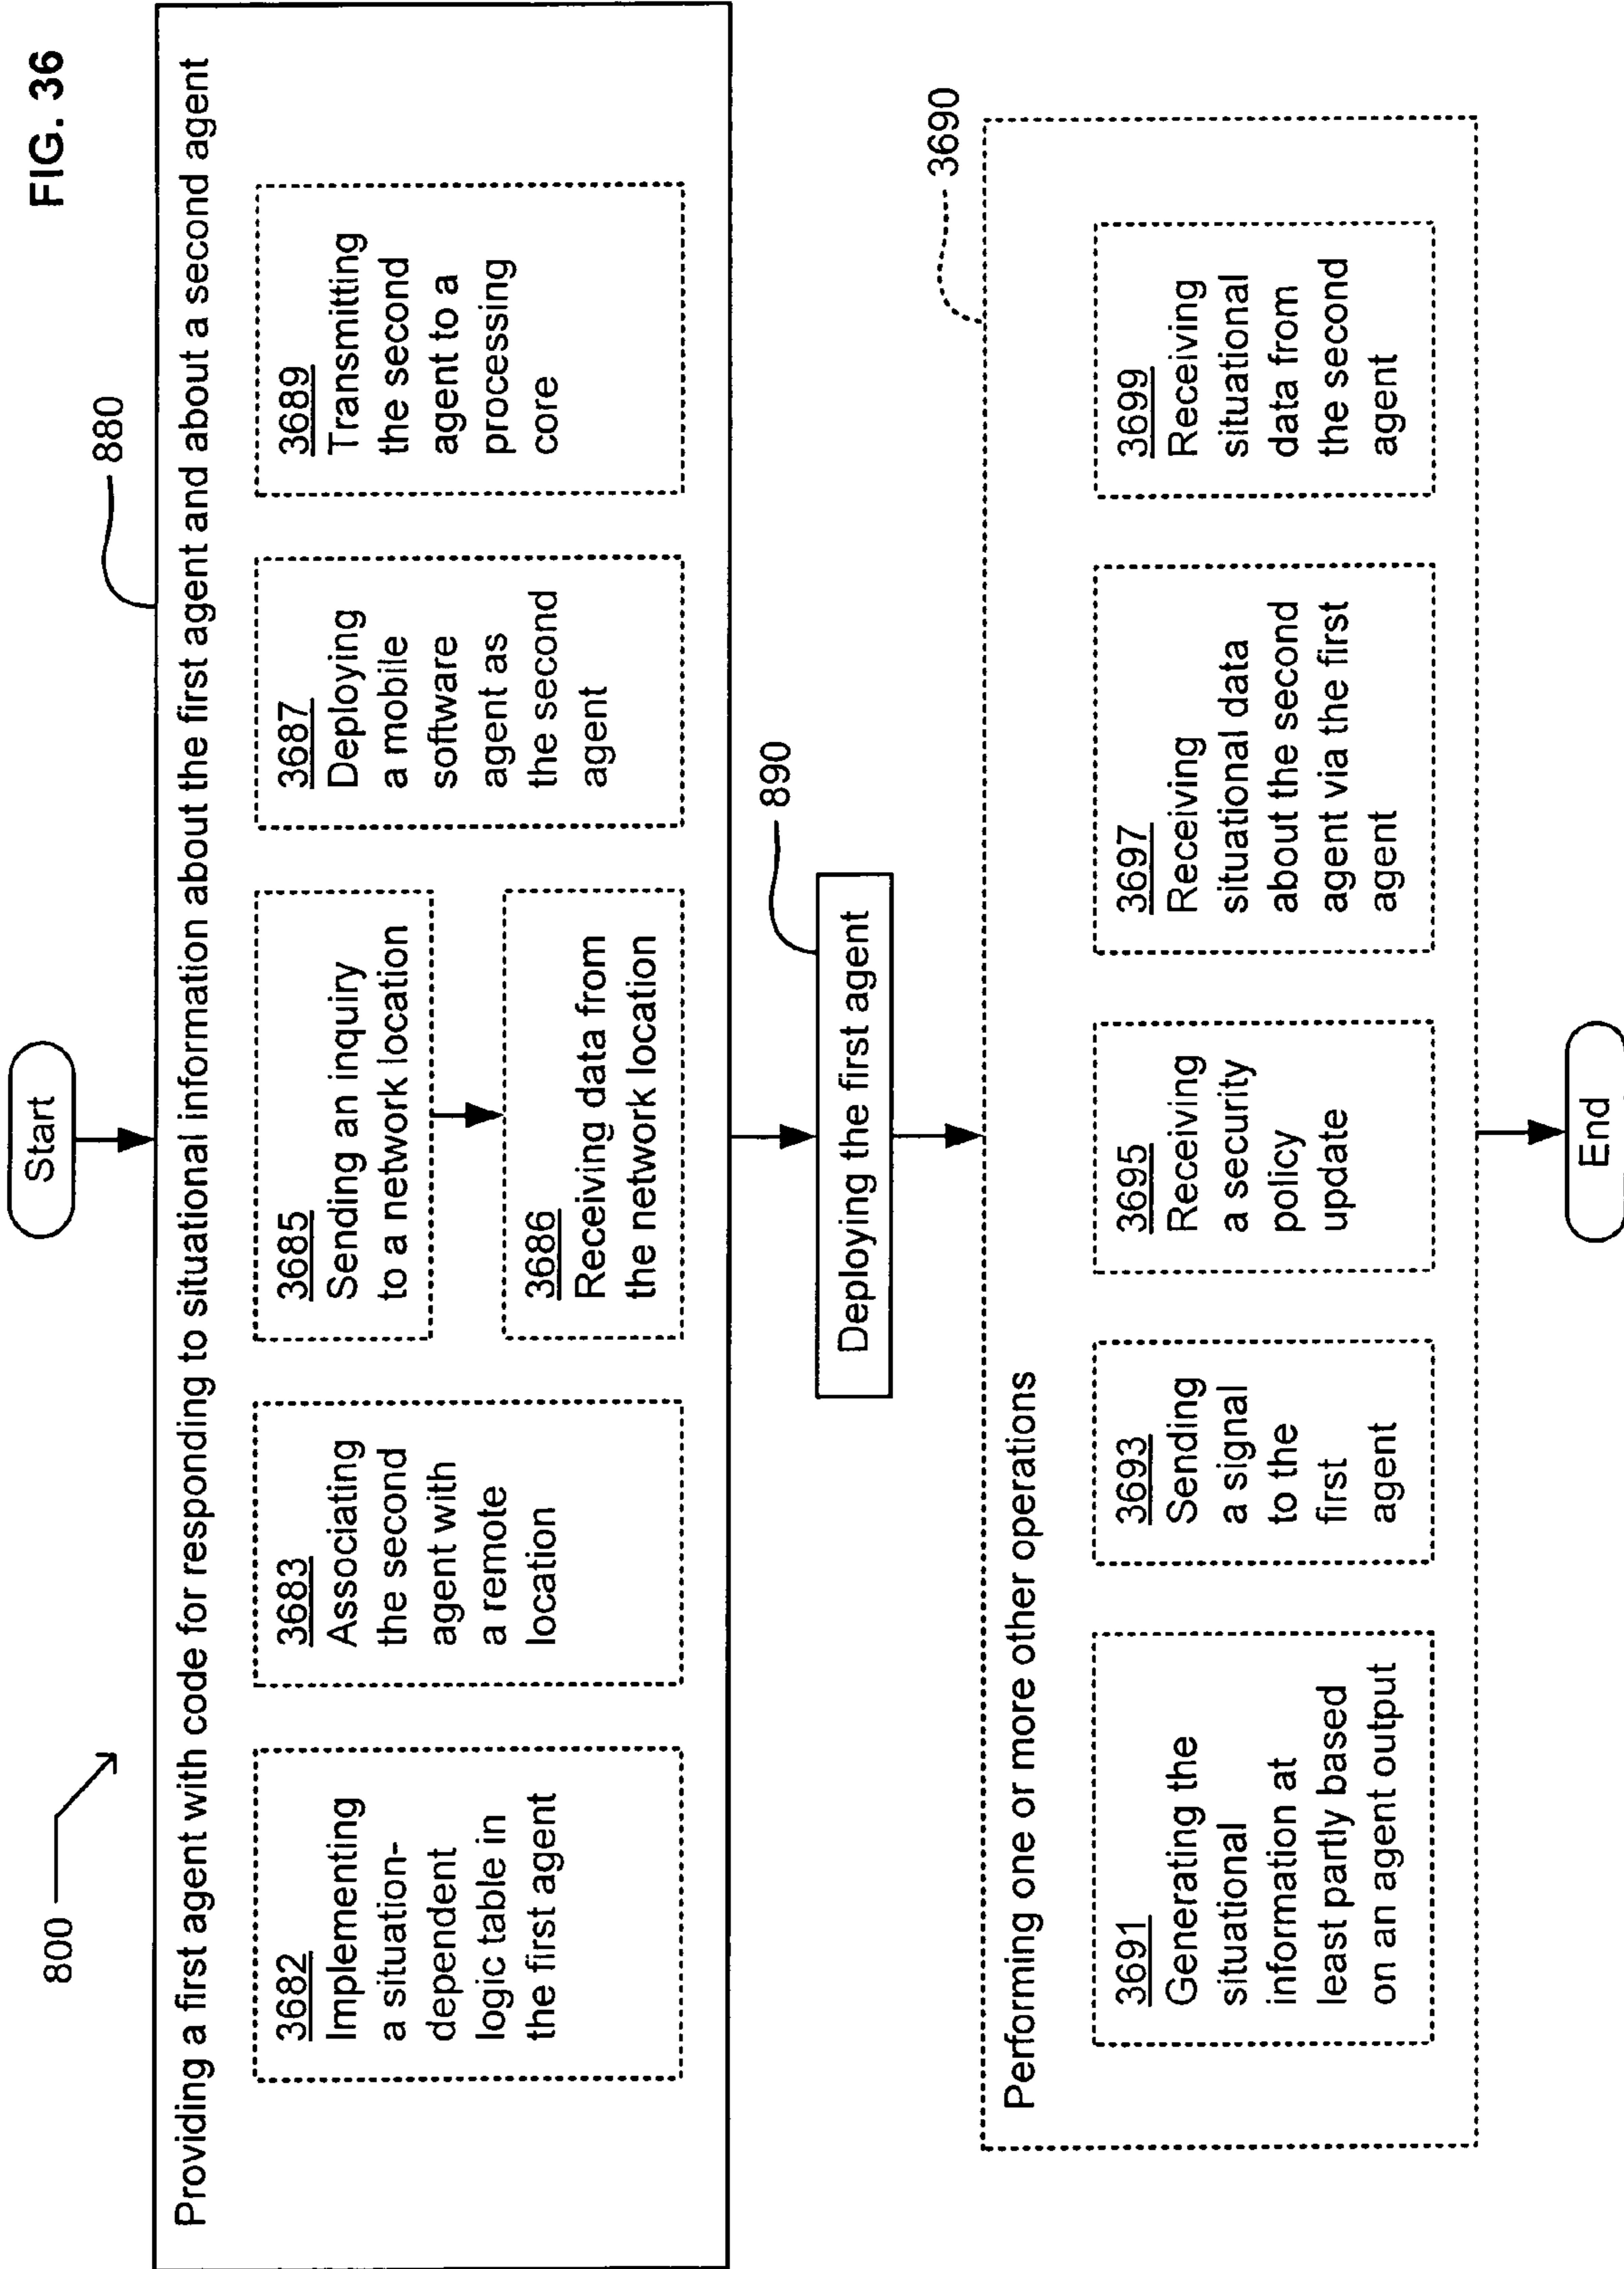 FIG. 36
800
Start
880
Providing a first agent with code for responding to situational information about the first agent and about a second agent
3682
Implementing
a situation-
dependent
logic table in
the first agent
3683
Associating
the second
agent with
a remote
location
3685
Sending an inquiry
to a network location
3686
Receiving data from
the network location
3687
Deploying
a mobile
software
agent as
the second
agent
3689
Transmitting
the second
agent to a
processing
core
890
Deploying the first agent
3690
Performing one or more other operations
3691
Generating the
situational
information at
least partly based
on an agent output
3693
Sending
a signal
to the
first
agent
3695
Receiving
a security
policy
update
3697
Receiving
situational data
about the second
agent via the first
agent
3699
Receiving
situational
data from
the second
agent
End